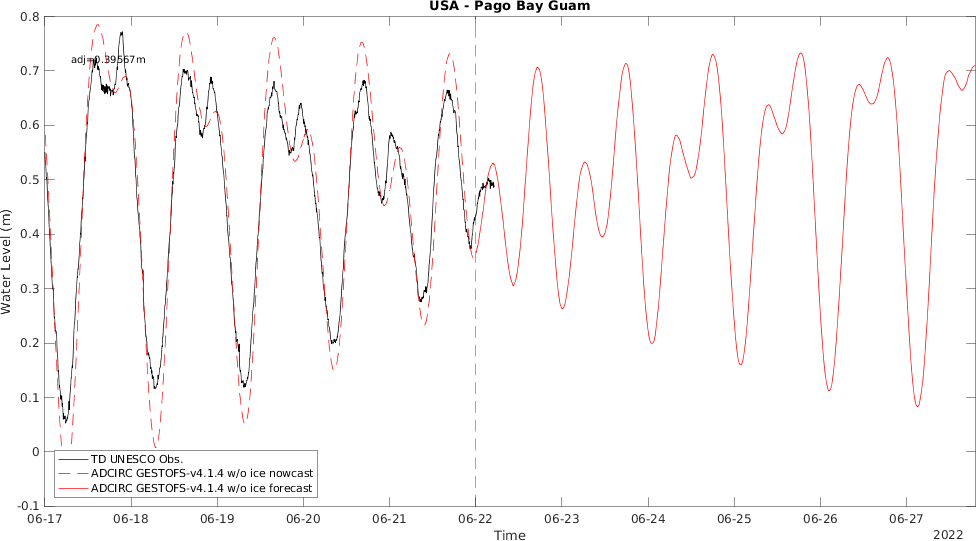 USA - Pago Bay Guam
0.8
0.7
0.6
0.5
0.4
0.3
0.2
0.1
0
-0.1
Water Level (m)
adj=0.39567m
TD UNESCO Obs.
ADCIRC GESTOFS-v4.1.4 w/o ice nowcast
ADCIRC GESTOFS-v4.1.4 w/o ice forecast
06-17 06-18 06-19 06-20 06-21 06-22 06-23 06-24 06-25 06-26 06-27
Time
2022